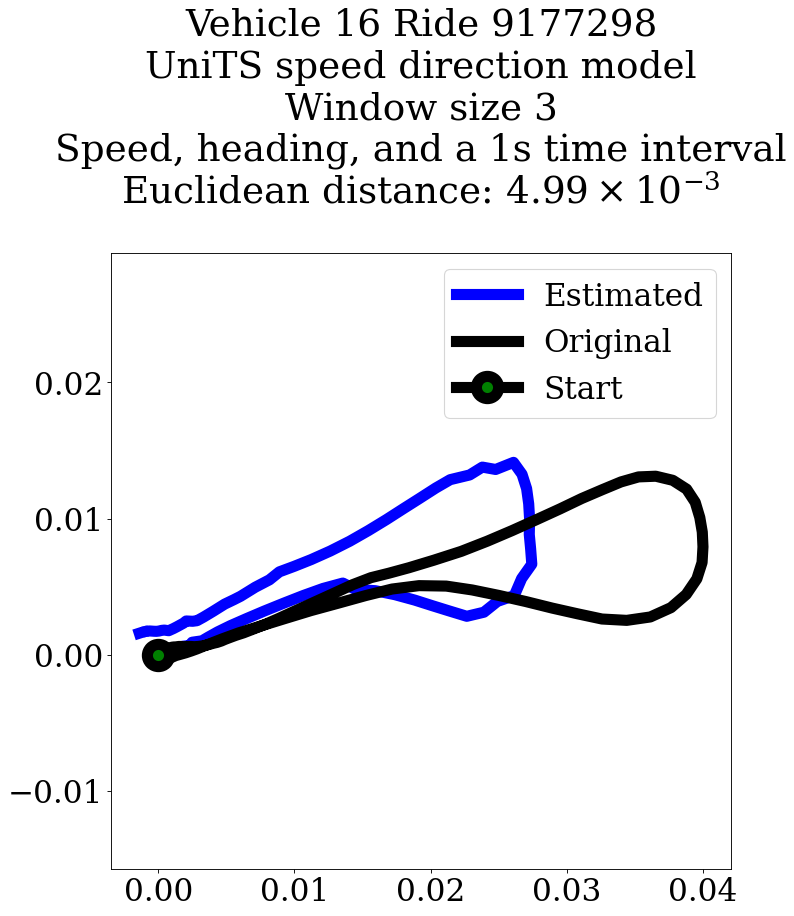 Vehicle 16 Ride 9177298
UniTS speed direction model
Window size 3
Speed, heading, and a 1s time interval
Euclidean distance: 4.99 × 10⁻³
Estimated
Original
Start
0.02
0.01
0.00
−0.01
0.00 0.01 0.02 0.03 0.04